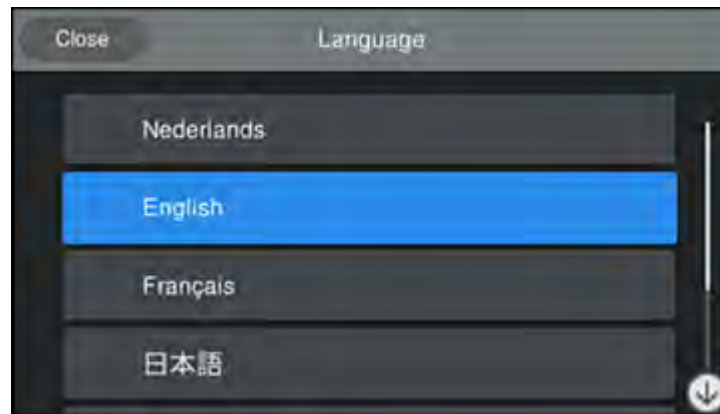 Close
Language
Nederlands
English
Français
日本語